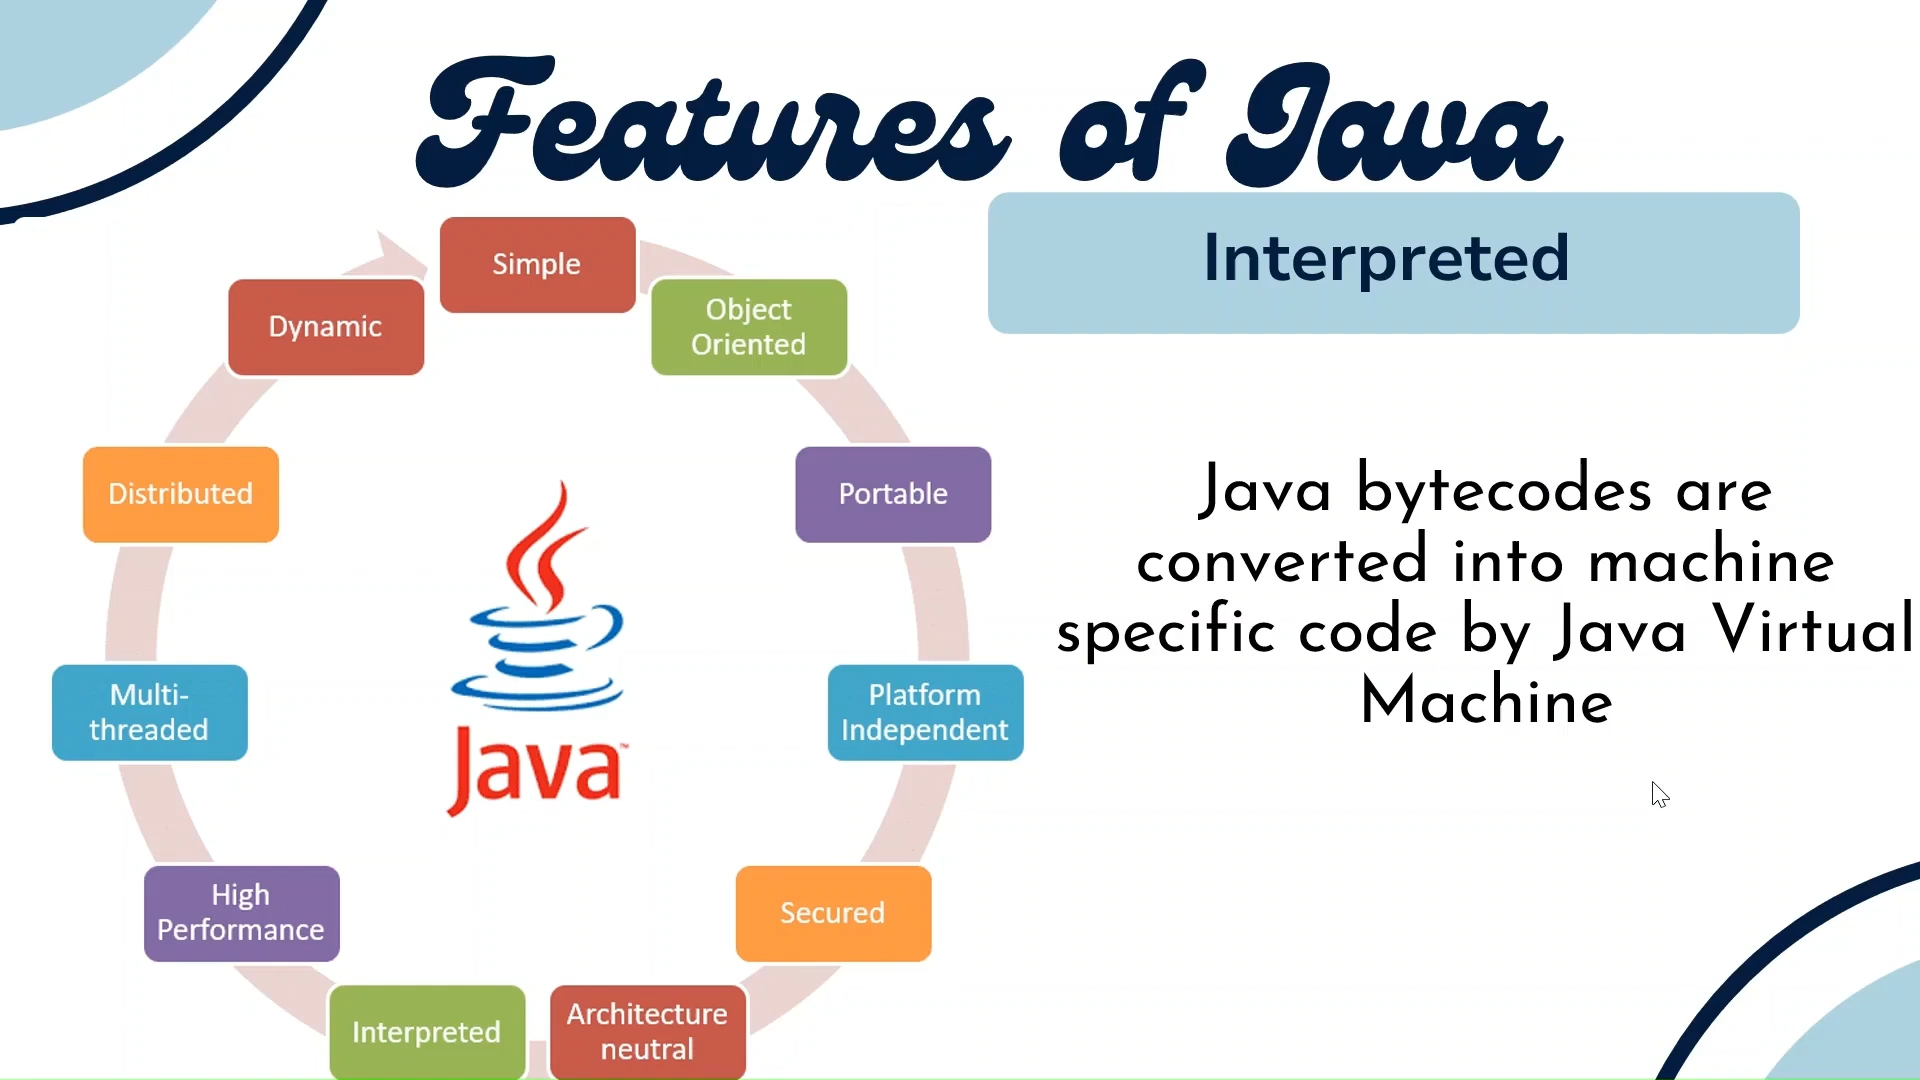 Features of Java
Interpreted
Simple
Object
Oriented
Portable
Platform
Independent
Secured
Architecture
neutral
Interpreted
High
Performance
Multi-
threaded
Distributed
Dynamic
Java™
Java bytecodes are
converted into machine
specific code by Java Virtual
Machine